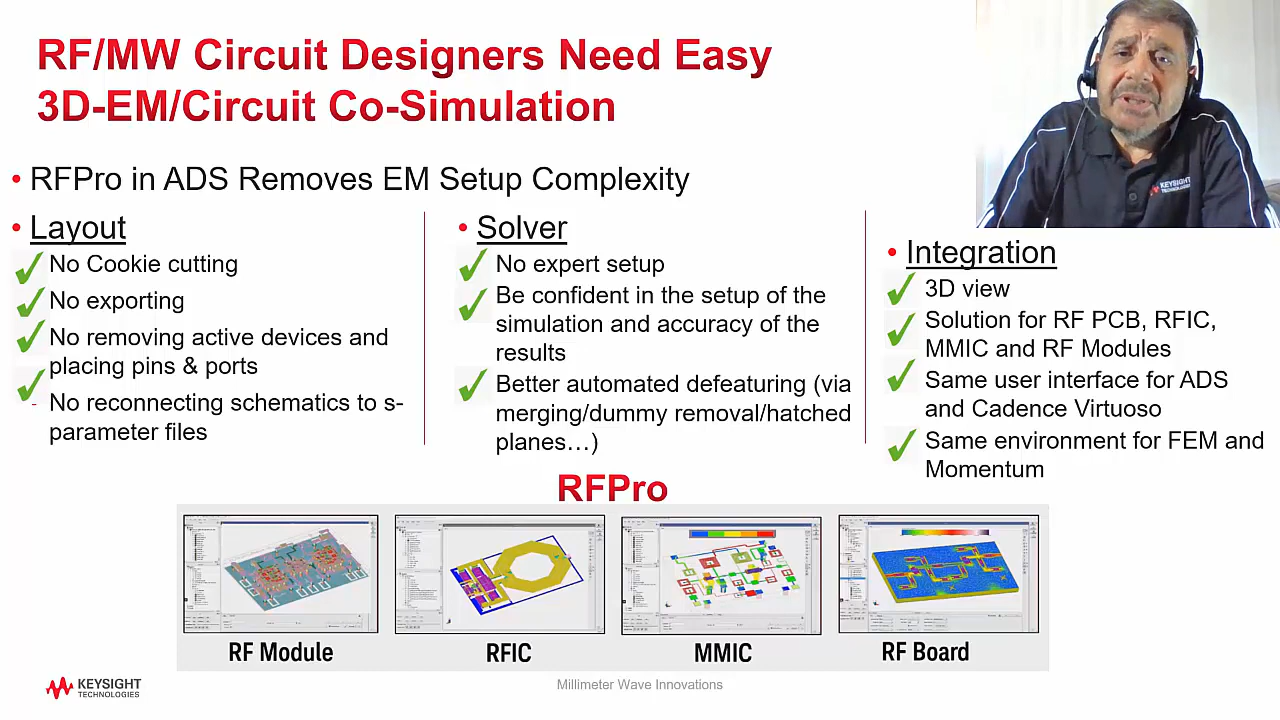 RF/MW Circuit Designers Need Easy
3D-EM/Circuit Co-Simulation
• RFPro in ADS Removes EM Setup Complexity
• Layout
No Cookie cutting
No exporting
No removing active devices and
placing pins & ports
- No reconnecting schematics to s-
parameter files
• Solver
No expert setup
Be confident in the setup of the
simulation and accuracy of the
results
Better automated defeaturing (via
merging/dummy removal/hatched
planes…)
• Integration
3D view
Solution for RF PCB, RFIC,
MMIC and RF Modules
Same user interface for ADS
and Cadence Virtuoso
Same environment for FEM and
Momentum
KEYSIGHT
TECHNOLOGIES
RFPro
RF Module
RFIC
MMIC
RF Board
KEYSIGHT
TECHNOLOGIES
Millimeter Wave Innovations